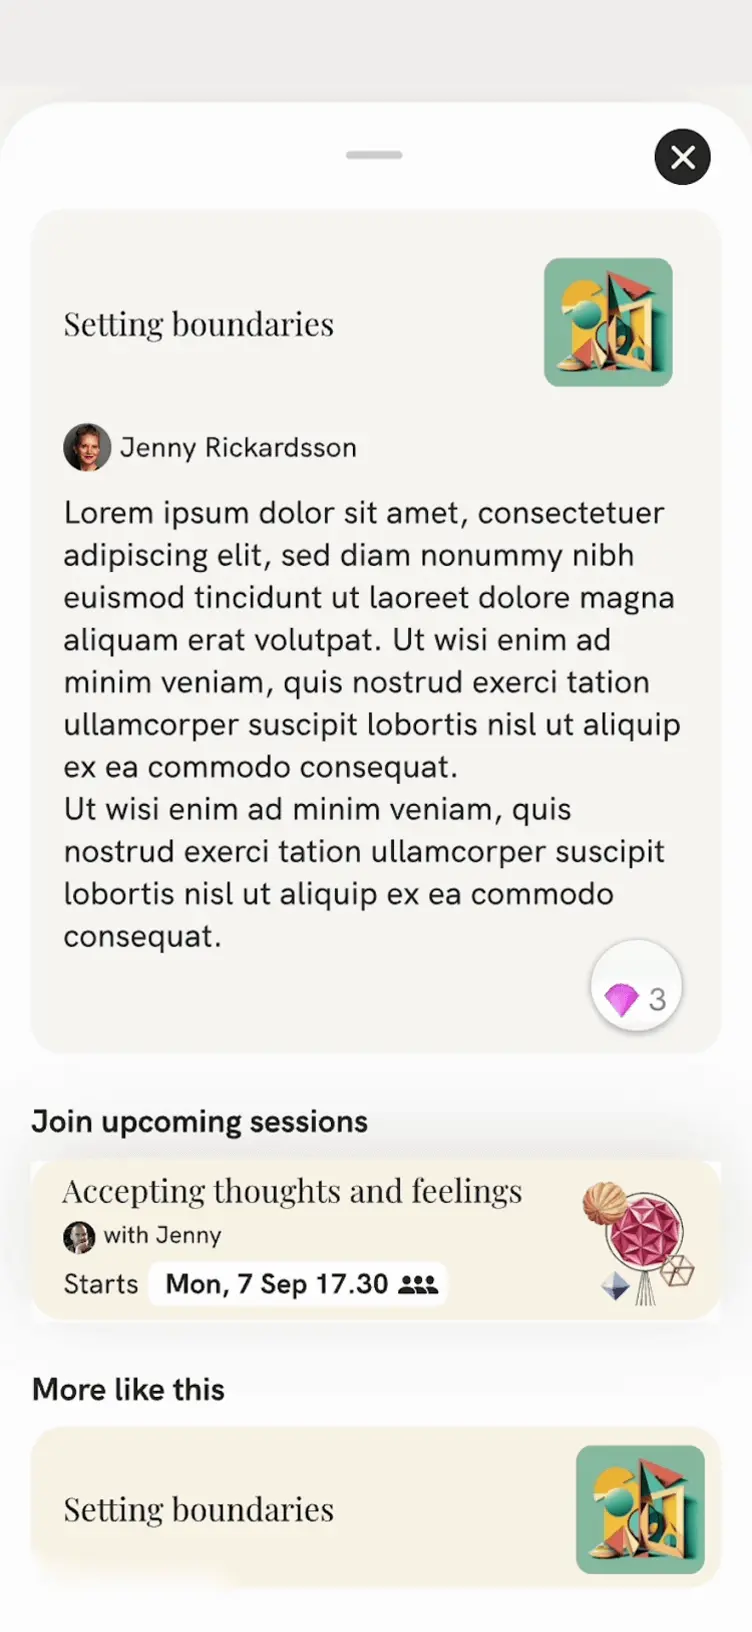 Setting boundaries
Jenny Rickardsson
Lorem ipsum dolor sit amet, consectetuer
adipiscing elit, sed diam nonummy nibh
euismod tincidunt ut laoreet dolore magna
aliquam erat volutpat. Ut wisi enim ad
minim veniam, quis nostrud exerci tation
ullamcorper suscipit lobortis nisl ut aliquip
ex ea commodo consequat.
Ut wisi enim ad minim veniam, quis
nostrud exerci tation ullamcorper suscipit
lobortis nisl ut aliquip ex ea commodo
consequat.
3
Join upcoming sessions
Accepting thoughts and feelings
with Jenny
Starts Mon, 7 Sep 17.30
More like this
Setting boundaries